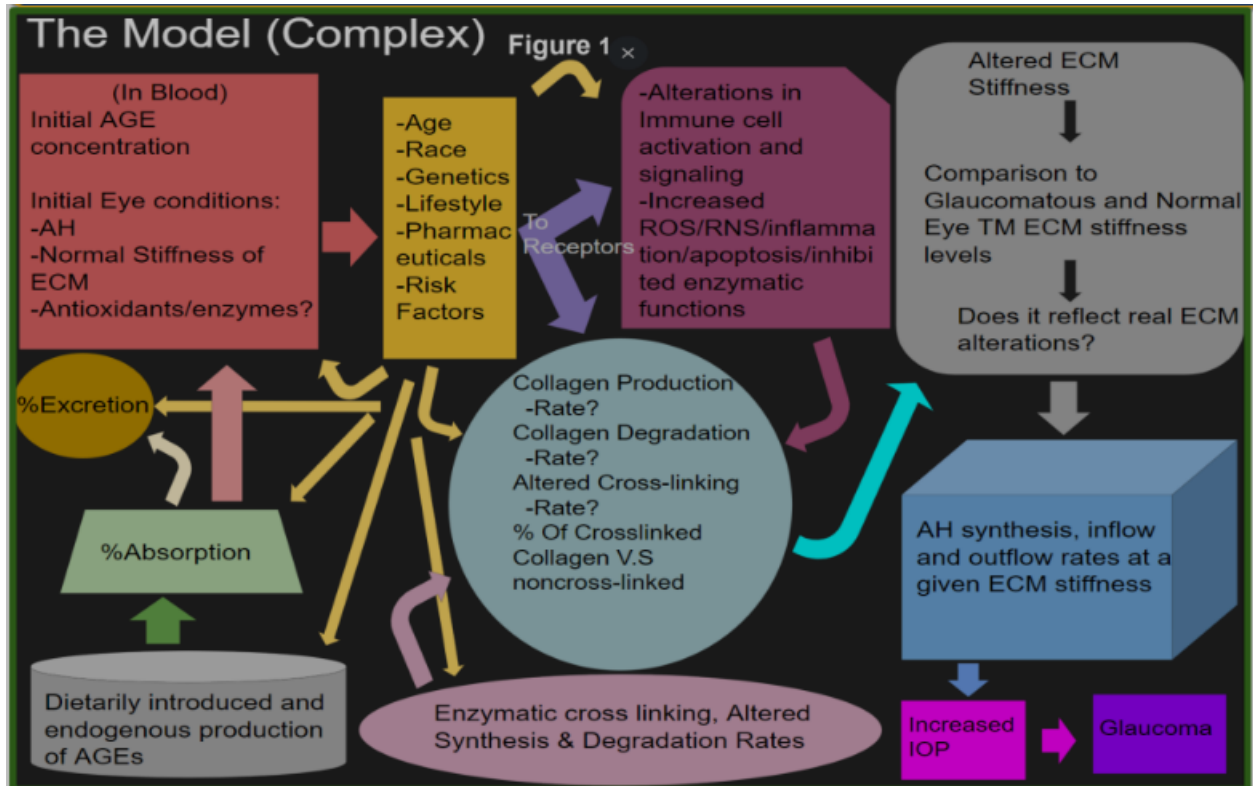 The Model (Complex)
Figure 1
×
(In Blood)
Initial AGE
concentration
Initial Eye conditions:
-AH
-Normal Stiffness of
ECM
-Antioxidants/enzymes?
-Age
-Race
-Genetics
-Lifestyle
-Pharmac
euticals
-Risk
Factors
To
Receptors
-Alterations in
Immune cell
activation and
signaling
-Increased
ROS/RNS/inflamma
tion/apoptosis/inhibi
ted enzymatic
functions
Altered ECM
Stiffness
Comparison to
Glaucomatous and Normal
Eye TM ECM stiffness
levels
Does it reflect real ECM
alterations?
%Excretion
%Absorption
Dietarily introduced and
endogenous production
of AGEs
Collagen Production
-Rate?
Collagen Degradation
-Rate?
Altered Cross-linking
-Rate?
% Of Crosslinked
Collagen V.S
noncross-linked
Enzymatic cross linking, Altered
Synthesis & Degradation Rates
AH synthesis, inflow
and outflow rates at a
given ECM stiffness
Increased
IOP
Glaucoma